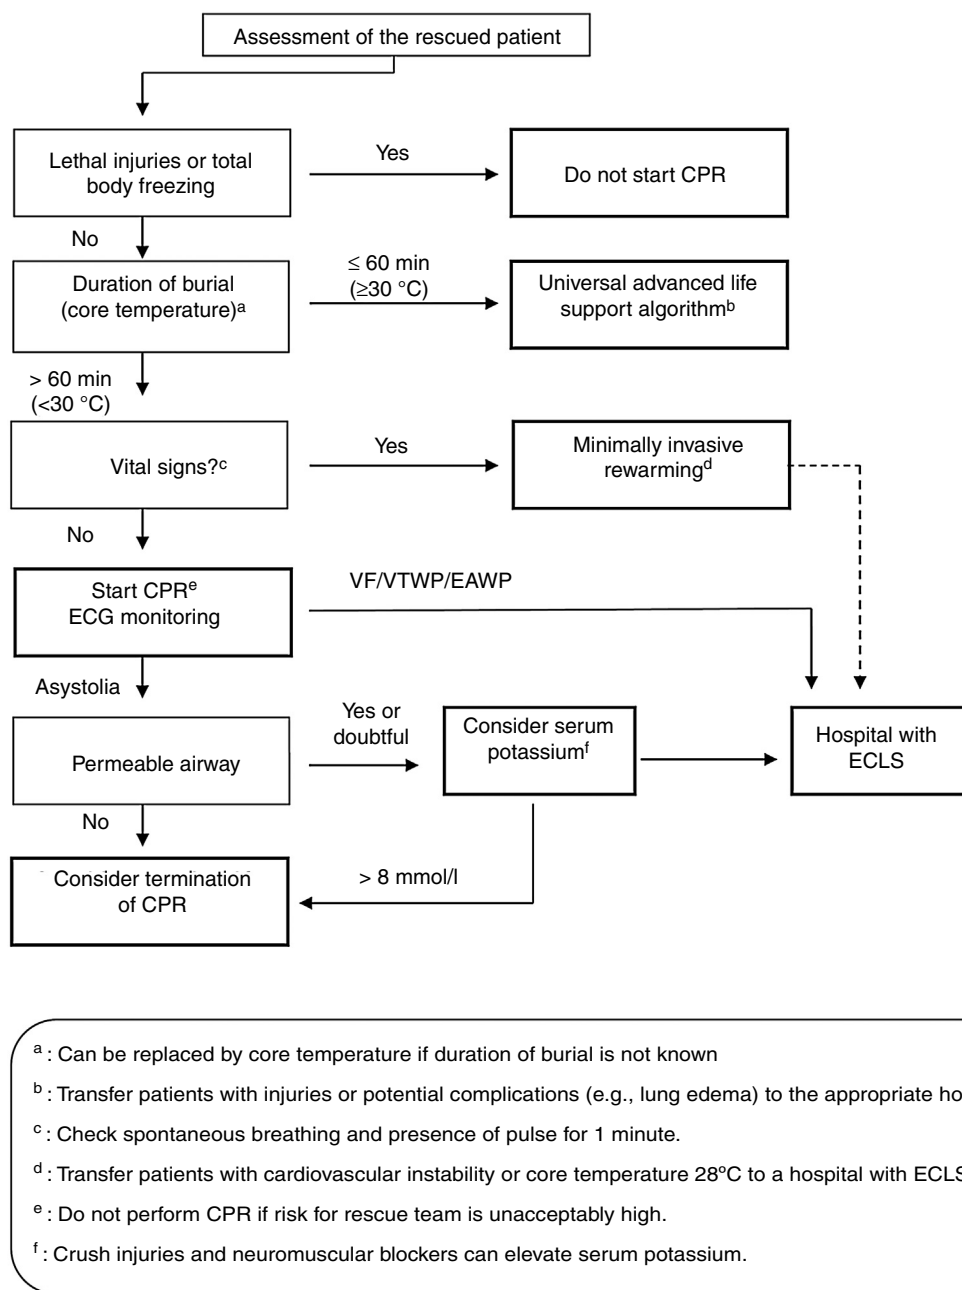 Assessment of the rescued patient
Lethal injuries or total
body freezing
Yes
Do not start CPR
No
Duration of burial
(core temperature)a
≤ 60 min
(≥30 °C)
Universal advanced life
support algorithmb
> 60 min
(<30 °C)
Vital signs?c
Yes
Minimally invasive
rewarmingd
No
Start CPRe
ECG monitoring
VF/VTWP/EAWP
Asystolia
Permeable airway
Yes or
doubtful
Consider serum
potassiumf
Hospital with
ECLS
No
Consider termination
of CPR
> 8 mmol/l
a : Can be replaced by core temperature if duration of burial is not known
b : Transfer patients with injuries or potential complications (e.g., lung edema) to the appropriate ho
c : Check spontaneous breathing and presence of pulse for 1 minute.
d : Transfer patients with cardiovascular instability or core temperature 28ºC to a hospital with ECLS
e : Do not perform CPR if risk for rescue team is unacceptably high.
f : Crush injuries and neuromuscular blockers can elevate serum potassium.